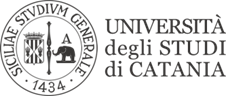 SICILIAE STVDIVM GENERALE
1434
A
UNIVERSITÀ
degli STUDI
di CATANIA